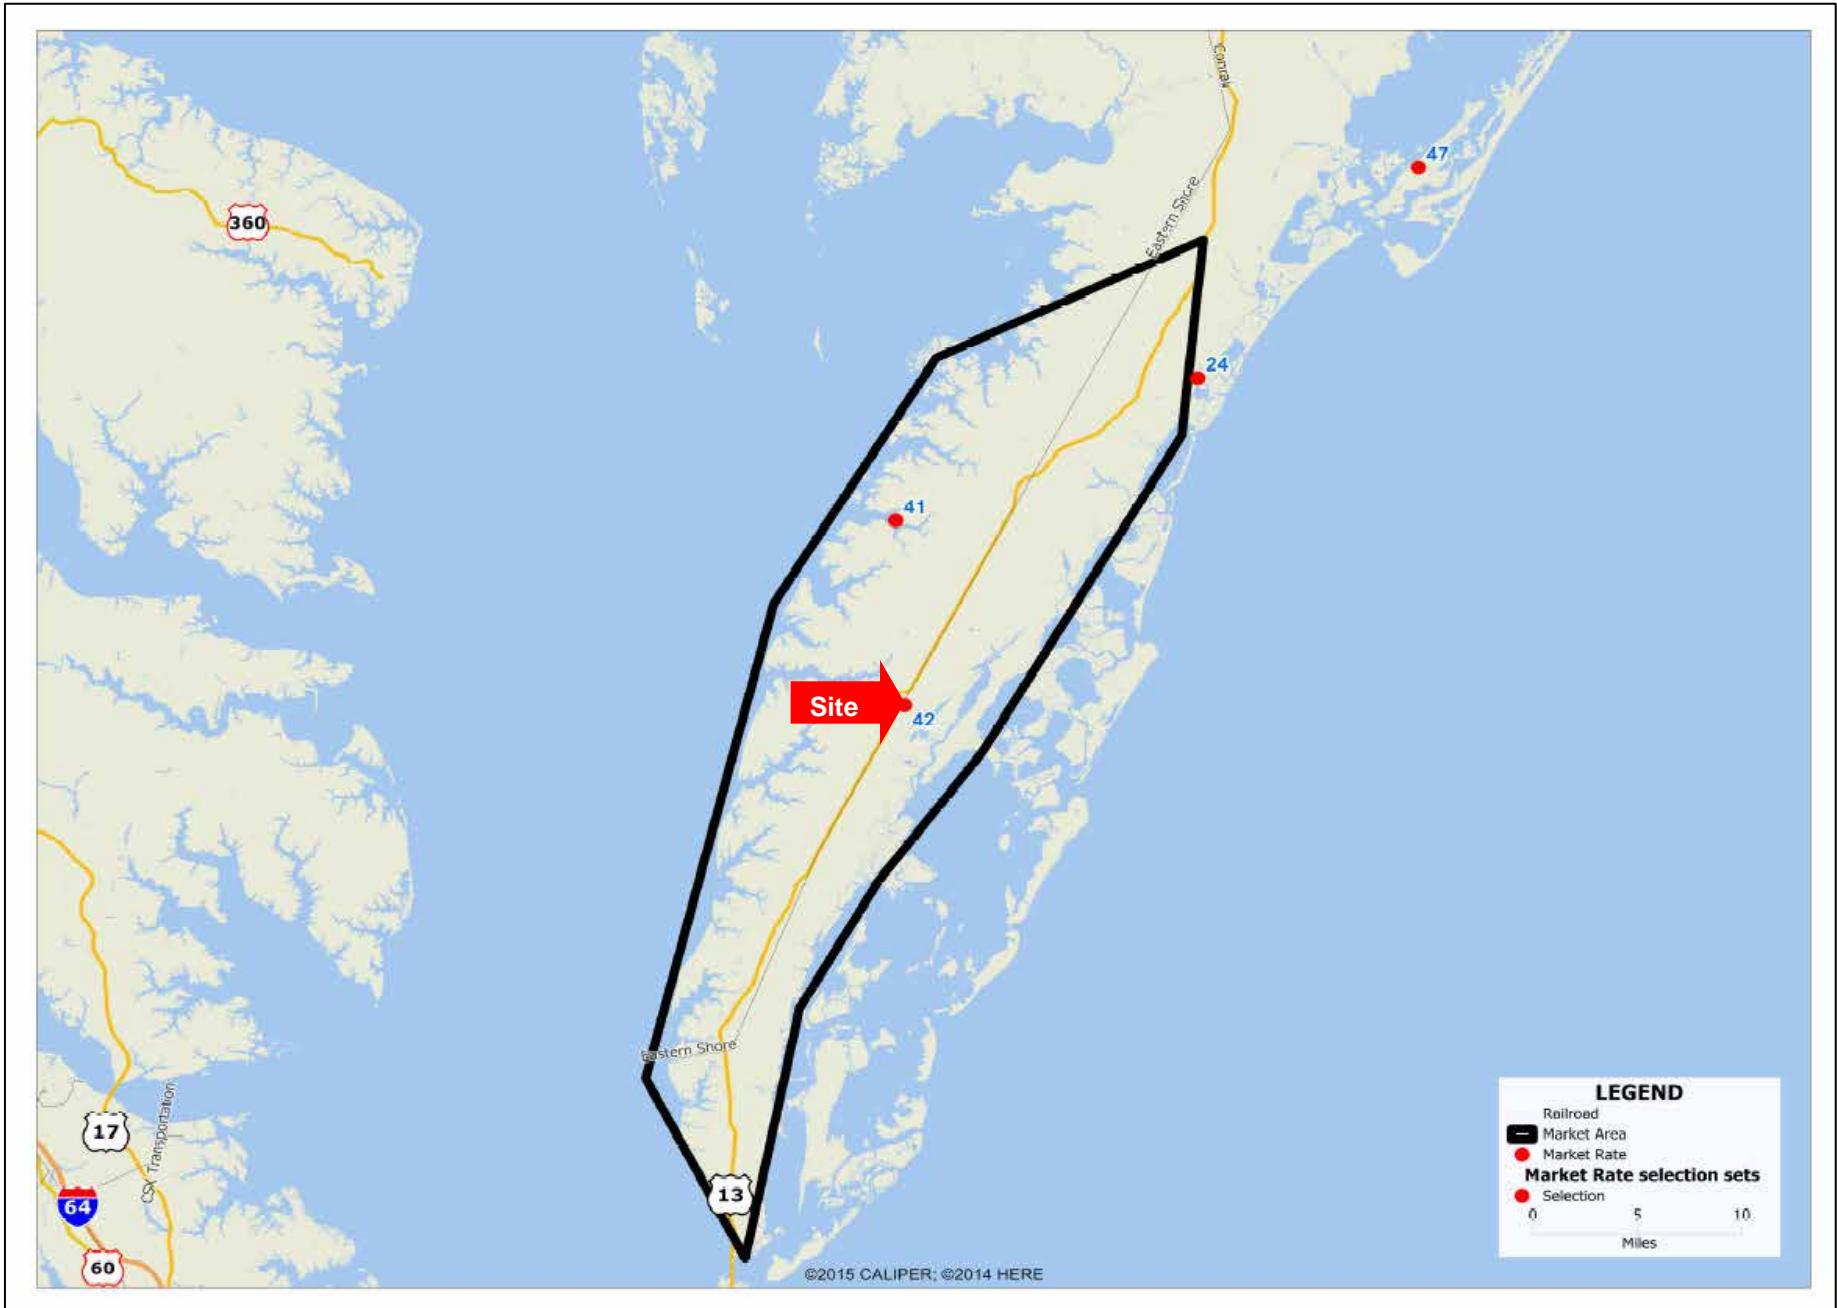 Conrail
47
Eastern Shore
360
24
41
Site
42
Eastern Shore
17
CSX Transportation
13
64
60
LEGEND
Railroad
Market Area
Market Rate
Market Rate selection sets
Selection
0 5 10
Miles
©2015 CALIPER; ©2014 HERE